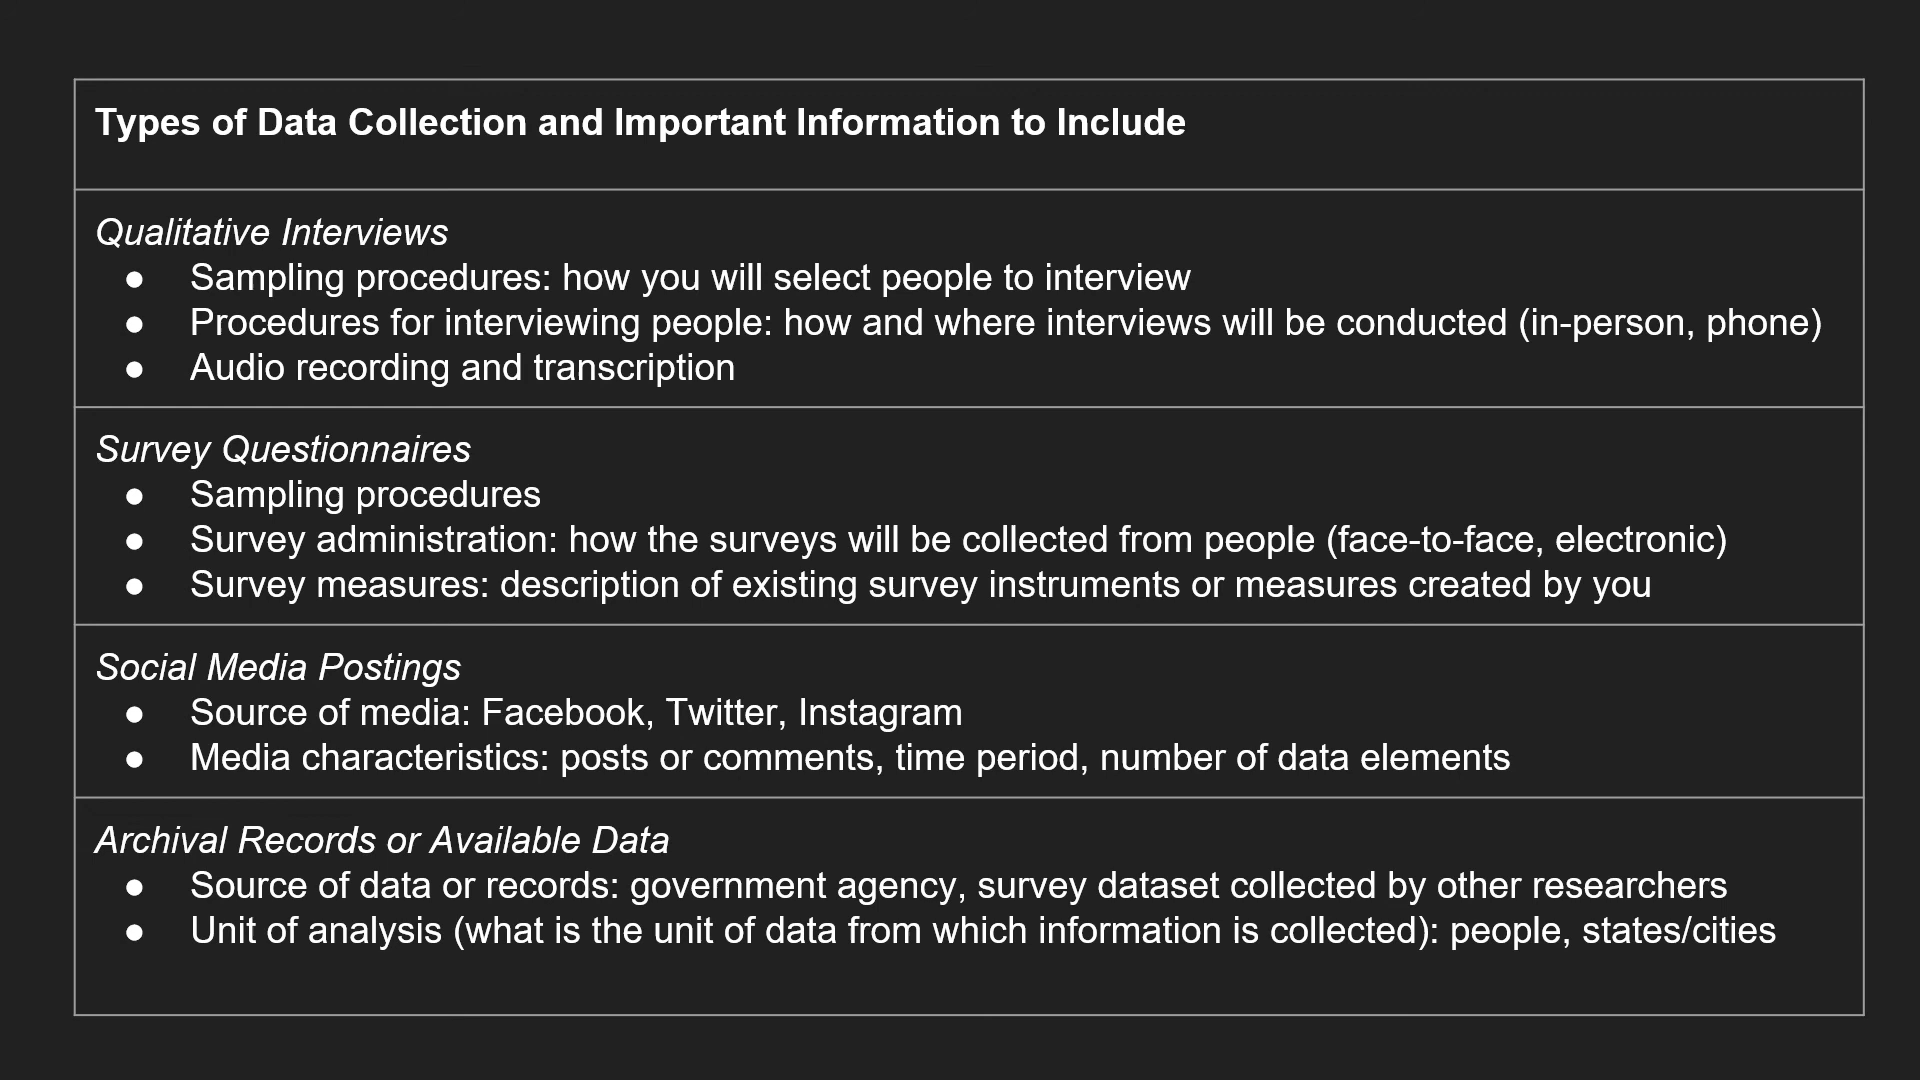 Types of Data Collection and Important Information to Include
Qualitative Interviews
● Sampling procedures: how you will select people to interview
● Procedures for interviewing people: how and where interviews will be conducted (in-person, phone)
● Audio recording and transcription
Survey Questionnaires
● Sampling procedures
● Survey administration: how the surveys will be collected from people (face-to-face, electronic)
● Survey measures: description of existing survey instruments or measures created by you
Social Media Postings
● Source of media: Facebook, Twitter, Instagram
● Media characteristics: posts or comments, time period, number of data elements
Archival Records or Available Data
● Source of data or records: government agency, survey dataset collected by other researchers
● Unit of analysis (what is the unit of data from which information is collected): people, states/cities